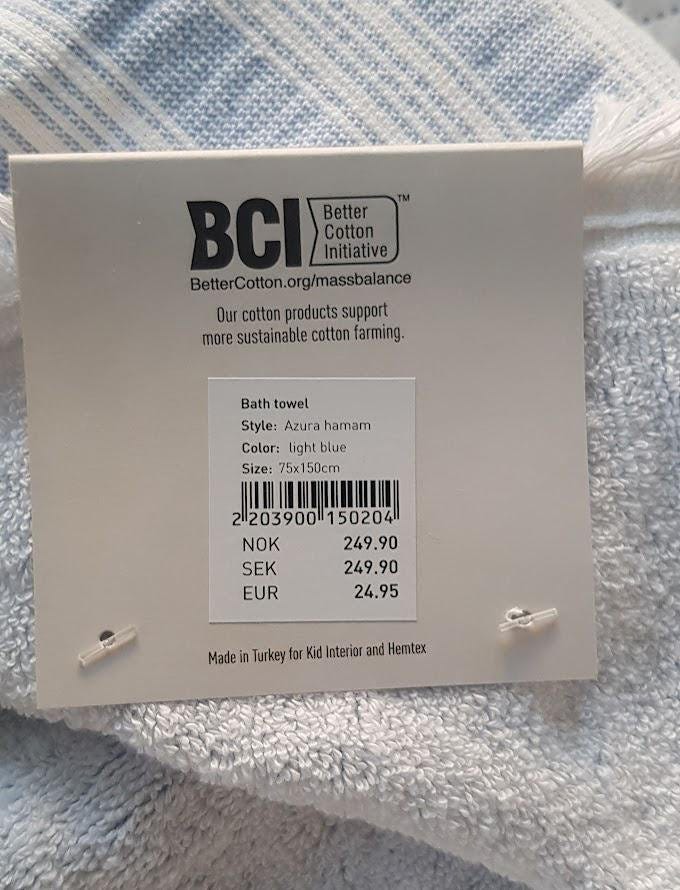 BCI Better Cotton Initiative™
BetterCotton.org/massbalance
Our cotton products support
more sustainable cotton farming.
Bath towel
Style: Azura hamam
Color: light blue
Size: 75x150cm
2 203900 150204
NOK 249.90
SEK 249.90
EUR 24.95
Made in Turkey for Kid Interior and Hemtex